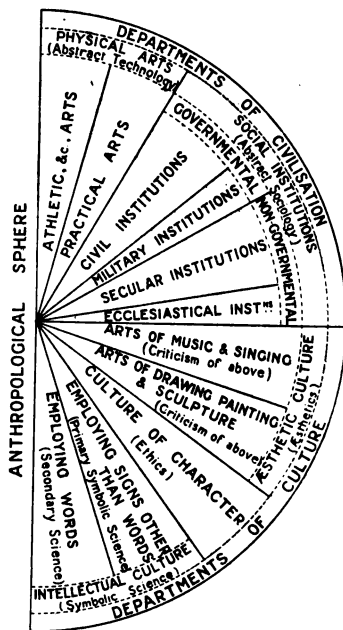 DEPARTMENTS OF CIVILISATION
PHYSICAL ARTS
(Abstract Technology)
ATHLETIC, &c., ARTS
PRACTICAL ARTS
SOCIAL INSTITUTIONS
(Abstract Sociology)
GOVERNMENTAL
CIVIL INSTITUTIONS
MILITARY INSTITUTIONS
NON-GOVERNMENTAL
SECULAR INSTITUTIONS
ECCLESIASTICAL INSTNS
ANTHROPOLOGICAL SPHERE
ARTS OF MUSIC & SINGING
(Criticism of above)
ARTS OF DRAWING PAINTING
& SCULPTURE
(Criticism of above)
ÆSTHETIC CULTURE
(Æsthetics)
CULTURE OF CHARACTER
(Ethica)
EMPLOYING SIGNS OTHER
THAN WORDS
(Primary Symbolic Science)
EMPLOYING WORDS
(Secondary Science)
INTELLECTUAL CULTURE
(Symbolic Science)
DEPARTMENTS OF CULTURE